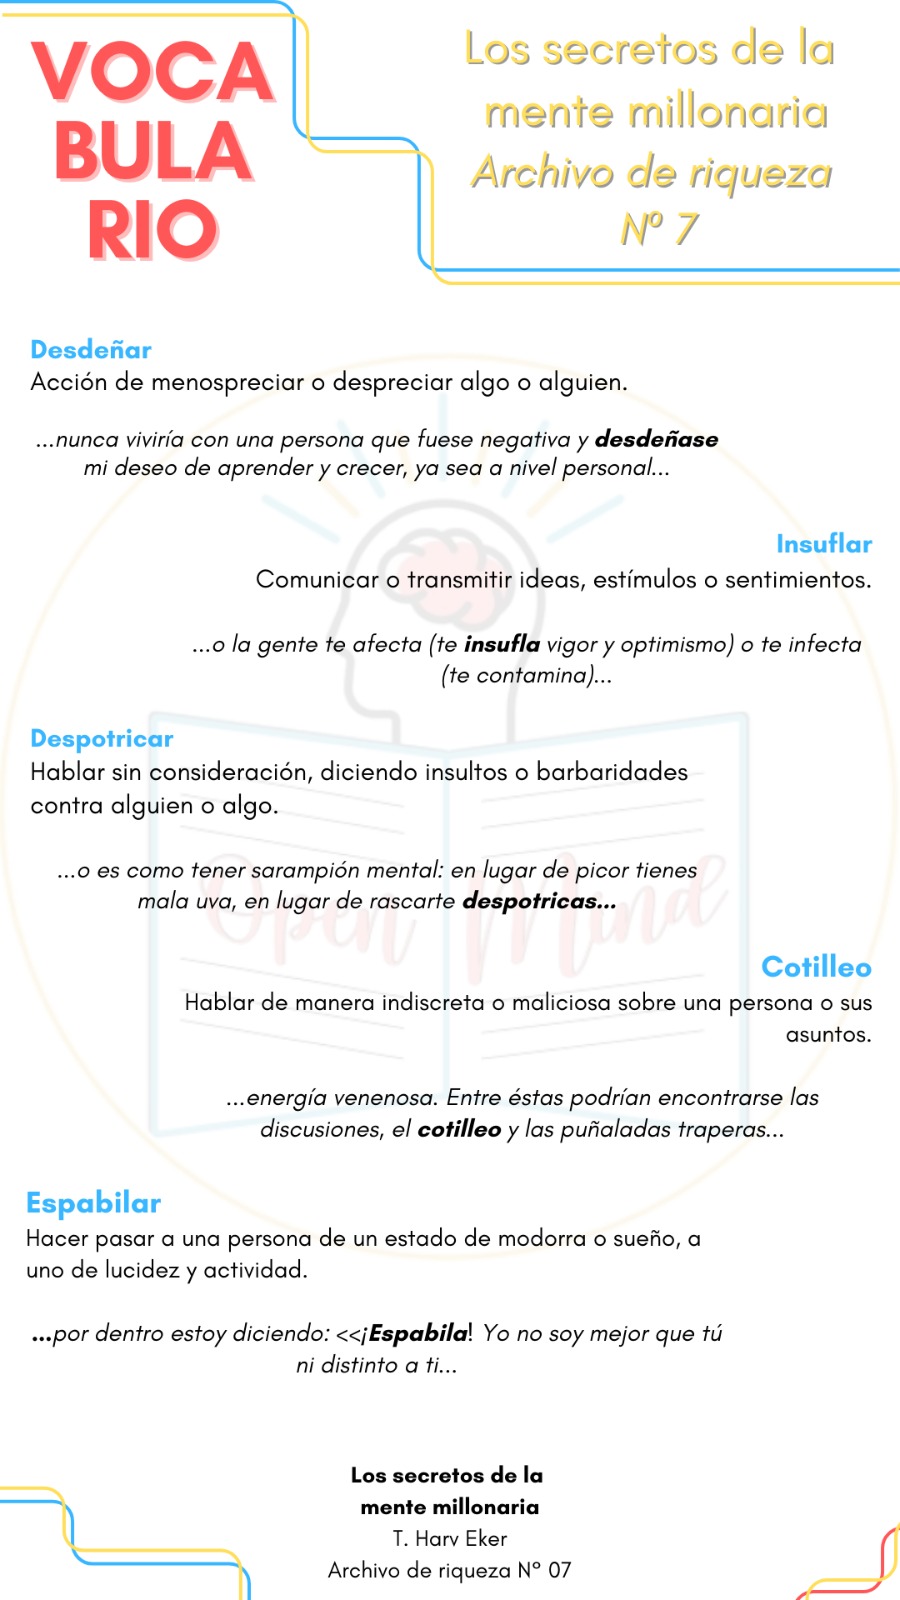 VOCA
BULA
RIO
Los secretos de la
mente millonaria
Archivo de riqueza
Nº 7
Desdeñar
Acción de menospreciar o despreciar algo o alguien.
...nunca viviría con una persona que fuese negativa y desdeñase
mi deseo de aprender y crecer, ya sea a nivel personal...
Insuflar
Comunicar o transmitir ideas, estímulos o sentimientos.
...o la gente te afecta (te insufla vigor y optimismo) o te infecta
(te contamina)...
Despotricar
Hablar sin consideración, diciendo insultos o barbaridades
contra alguien o algo.
...o es como tener sarampión mental: en lugar de picor tienes
mala uva, en lugar de rascarte despotricas...
Open Mind
Cotilleo
Hablar de manera indiscreta o maliciosa sobre una persona o sus
asuntos.
...energía venenosa. Entre éstas podrían encontrarse las
discusiones, el cotilleo y las puñaladas traperas...
Espabilar
Hacer pasar a una persona de un estado de modorra o sueño, a
uno de lucidez y actividad.
...por dentro estoy diciendo: <<¡Espabila! Yo no soy mejor que tú
ni distinto a ti...
Los secretos de la
mente millonaria
T. Harv Eker
Archivo de riqueza N° 07